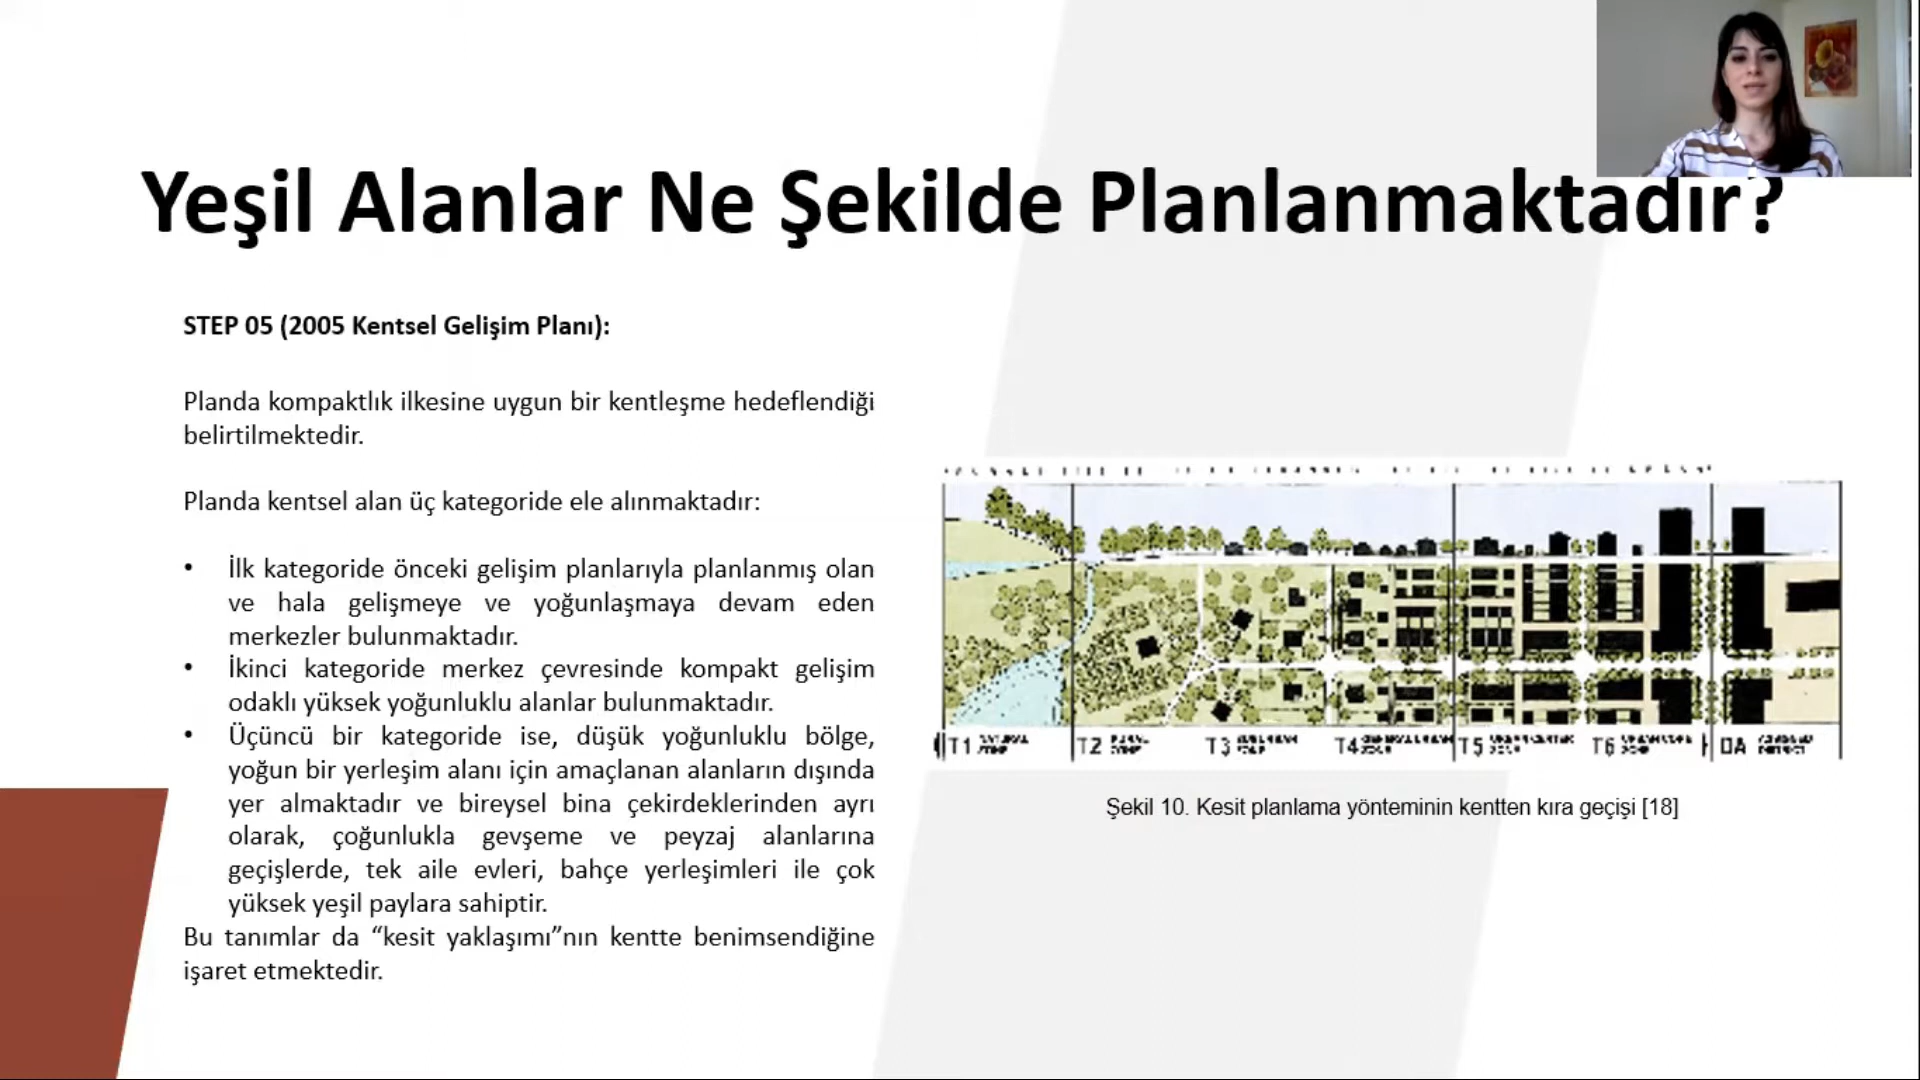 Yeşil Alanlar Ne Şekilde Planlanmaktadır?
STEP 05 (2005 Kentsel Gelişim Planı):
Planda kompaktlık ilkesine uygun bir kentleşme hedeflendiği
belirtilmektedir.
Planda kentsel alan üç kategoride ele alınmaktadır:
• İlk kategoride önceki gelişim planlarıyla planlanmış olan
ve hala gelişmeye ve yoğunlaşmaya devam eden
merkezler bulunmaktadır.
• İkinci kategoride merkez çevresinde kompakt gelişim
odaklı yüksek yoğunluklu alanlar bulunmaktadır.
• Üçüncü bir kategoride ise, düşük yoğunluklu bölge,
yoğun bir yerleşim alanı için amaçlanan alanların dışında
yer almaktadır ve bireysel bina çekirdeklerinden ayrı
olarak, çoğunlukla gevşeme ve peyzaj alanlarına
geçişlerde, tek aile evleri, bahçe yerleşimleri ile çok
yüksek yeşil paylara sahiptir.
Bu tanımlar da “kesit yaklaşımı”nın kentte benimsendiğine
işaret etmektedir.
T1 T2 T3 T4 T5 T6
Şekil 10. Kesit planlama yönteminin kentten kıra geçişi [18]